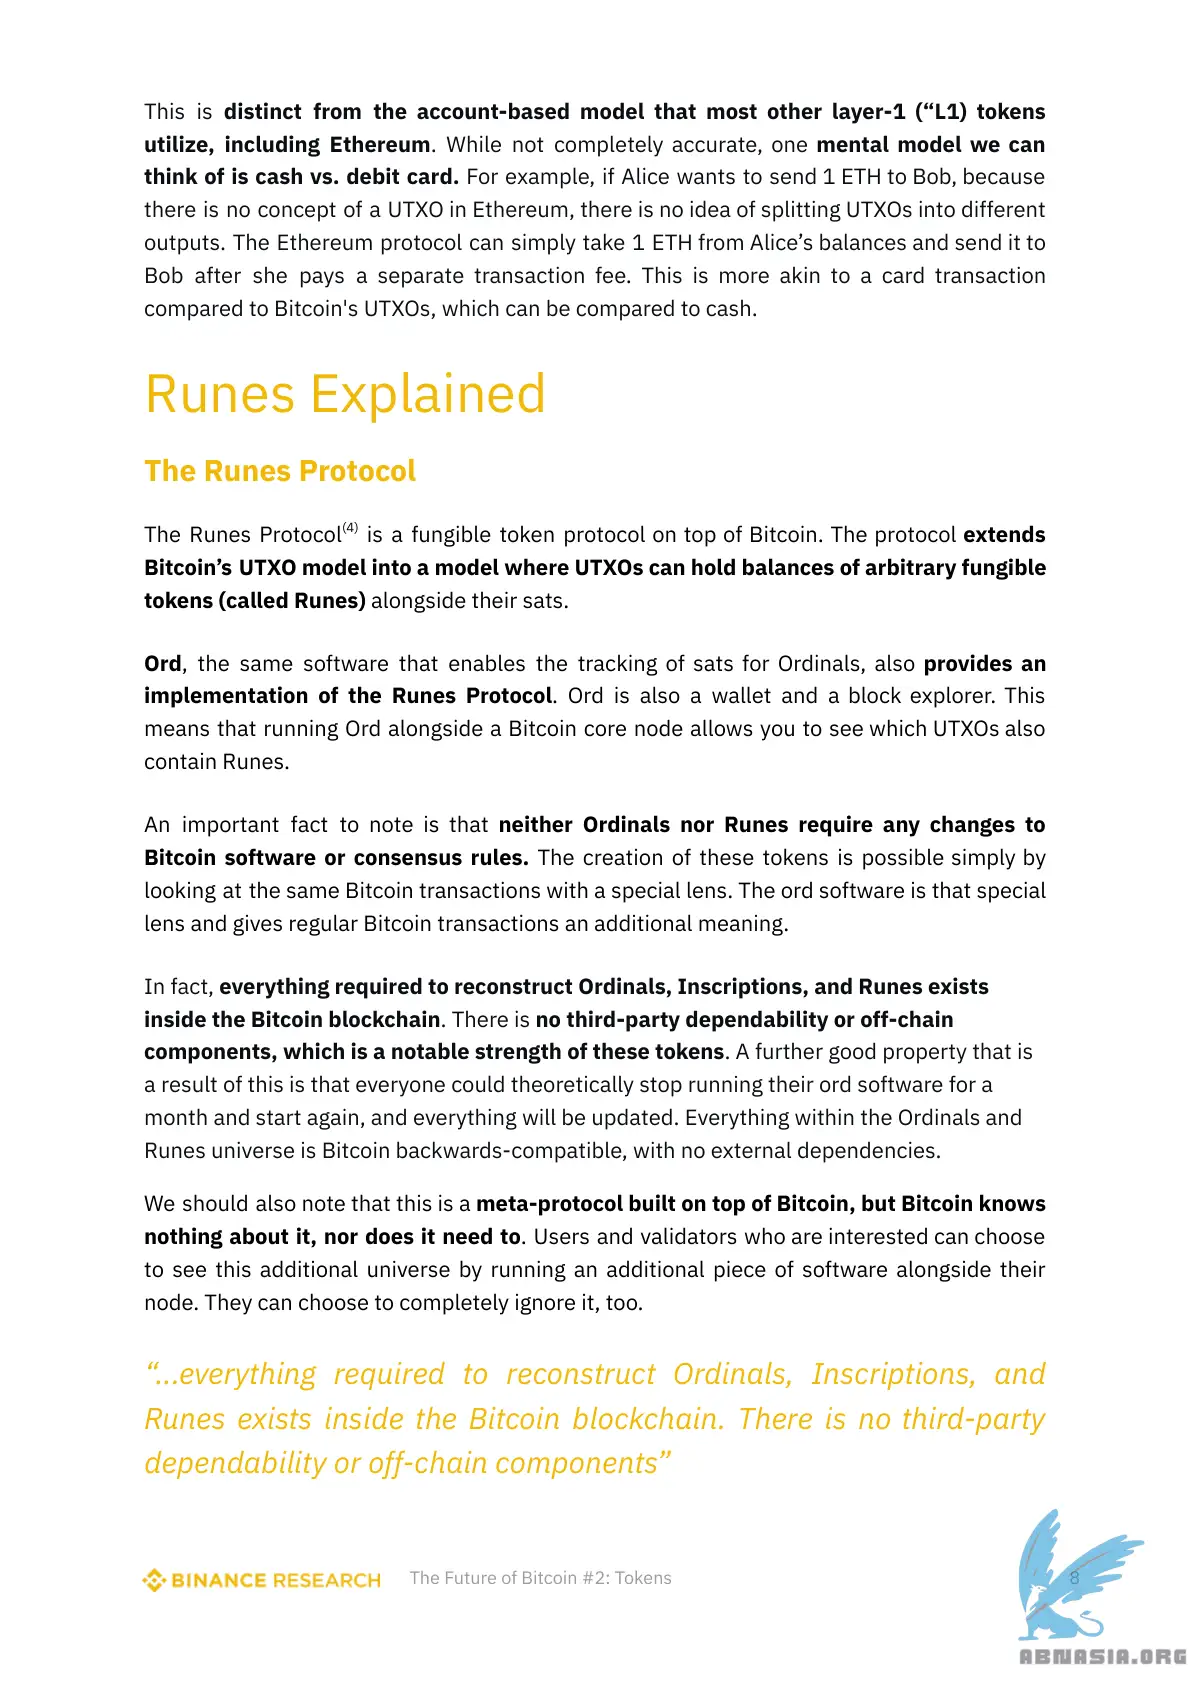 This is distinct from the account-based model that most other layer-1 (“L1) tokens
utilize, including Ethereum. While not completely accurate, one mental model we can
think of is cash vs. debit card. For example, if Alice wants to send 1 ETH to Bob, because
there is no concept of a UTXO in Ethereum, there is no idea of splitting UTXOs into different
outputs. The Ethereum protocol can simply take 1 ETH from Alice’s balances and send it to
Bob after she pays a separate transaction fee. This is more akin to a card transaction
compared to Bitcoin's UTXOs, which can be compared to cash.
Runes Explained
The Runes Protocol
The Runes Protocol(4) is a fungible token protocol on top of Bitcoin. The protocol extends
Bitcoin’s UTXO model into a model where UTXOs can hold balances of arbitrary fungible
tokens (called Runes) alongside their sats.
Ord, the same software that enables the tracking of sats for Ordinals, also provides an
implementation of the Runes Protocol. Ord is also a wallet and a block explorer. This
means that running Ord alongside a Bitcoin core node allows you to see which UTXOs also
contain Runes.
An important fact to note is that neither Ordinals nor Runes require any changes to
Bitcoin software or consensus rules. The creation of these tokens is possible simply by
looking at the same Bitcoin transactions with a special lens. The ord software is that special
lens and gives regular Bitcoin transactions an additional meaning.
In fact, everything required to reconstruct Ordinals, Inscriptions, and Runes exists
inside the Bitcoin blockchain. There is no third-party dependability or off-chain
components, which is a notable strength of these tokens. A further good property that is
a result of this is that everyone could theoretically stop running their ord software for a
month and start again, and everything will be updated. Everything within the Ordinals and
Runes universe is Bitcoin backwards-compatible, with no external dependencies.
We should also note that this is a meta-protocol built on top of Bitcoin, but Bitcoin knows
nothing about it, nor does it need to. Users and validators who are interested can choose
to see this additional universe by running an additional piece of software alongside their
node. They can choose to completely ignore it, too.
“...everything required to reconstruct Ordinals, Inscriptions, and
Runes exists inside the Bitcoin blockchain. There is no third-party
dependability or off-chain components”
BINANCE RESEARCH The Future of Bitcoin #2: Tokens 8
ABNASIA.ORG